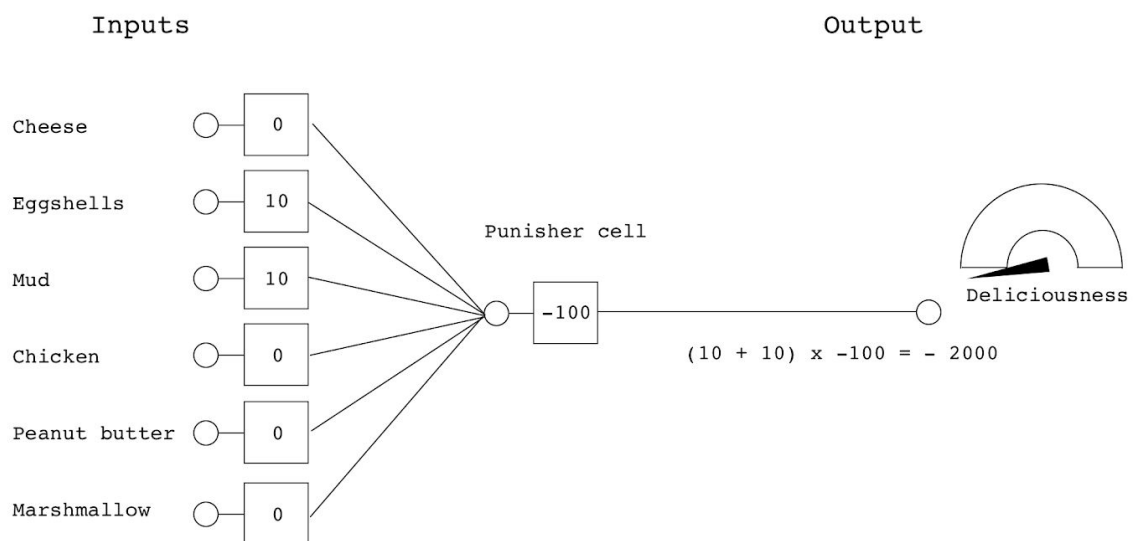 Inputs
Output
Cheese
0
Eggshells
10
Punisher cell
Mud
10
-100
Deliciousness
(10 + 10) x -100 = - 2000
Chicken
0
Peanut butter
0
Marshmallow
0